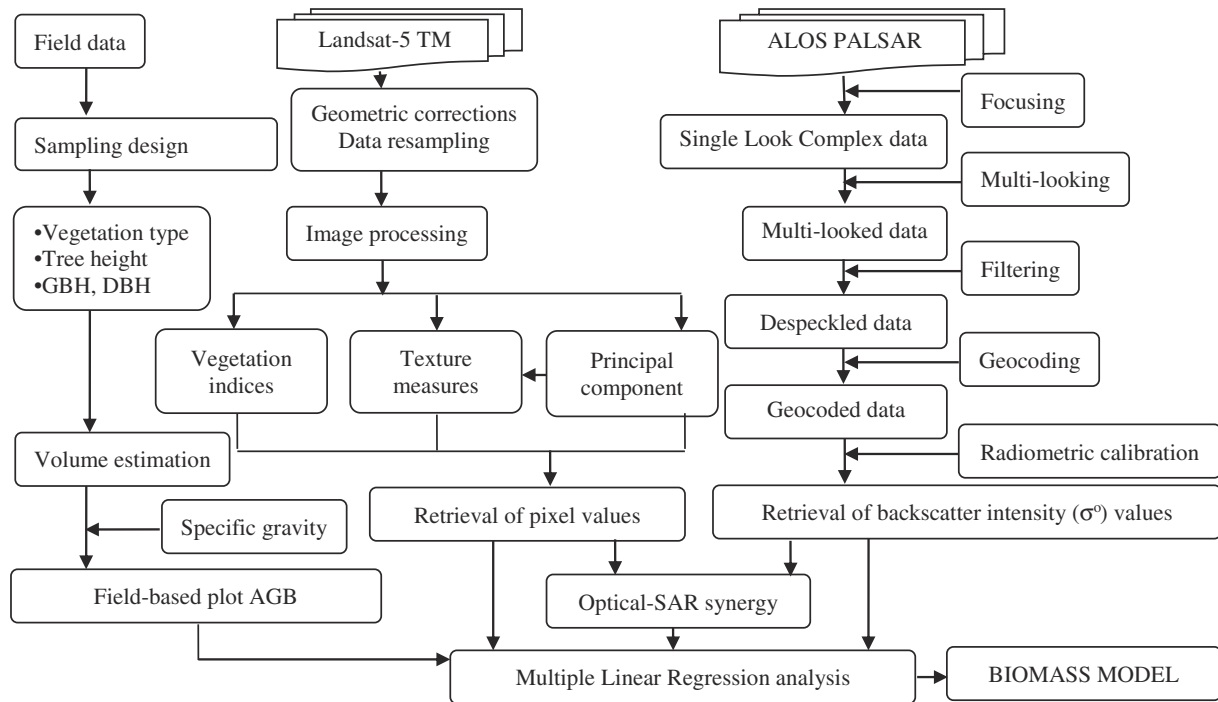 Field data
Landsat-5 TM
ALOS PALSAR
Focusing
Geometric corrections
Data resampling
Sampling design
Single Look Complex data
Multi-looking
•Vegetation type
•Tree height
•GBH, DBH
Image processing
Multi-looked data
Filtering
Despeckled data
Vegetation
indices
Texture
measures
Principal
component
Geocoding
Geocoded data
Volume estimation
Radiometric calibration
Retrieval of pixel values
Retrieval of backscatter intensity (σº) values
Specific gravity
Field-based plot AGB
Optical-SAR synergy
Multiple Linear Regression analysis
BIOMASS MODEL